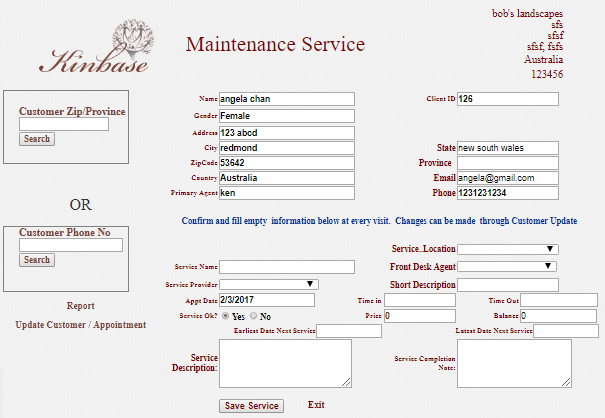 bob's landscapes
sfs
sfsf
sfsf, fsfs
Australia
123456
Kinbase
Maintenance Service
Customer Zip/Province
Search
OR
Customer Phone No
Search
Report
Update Customer / Appointment
Name angela chan Client ID 126
Gender Female
Address 123 abcd
City redmond State new south wales
ZipCode 53642 Province
Country Australia Email angela@gmail.com
Primary Agent ken Phone 1231231234
Confirm and fill empty information below at every visit. Changes can be made through Customer Update
Service Location
Service Name Front Desk Agent
Service Provider Short Description
Appt Date 2/3/2017 Time in Time Out
Service Ok? Yes No Price 0 Balance 0
Earliest Date Next Service Latest Date Next Service
Service Description: Service Completion Note:
Save Service Exit